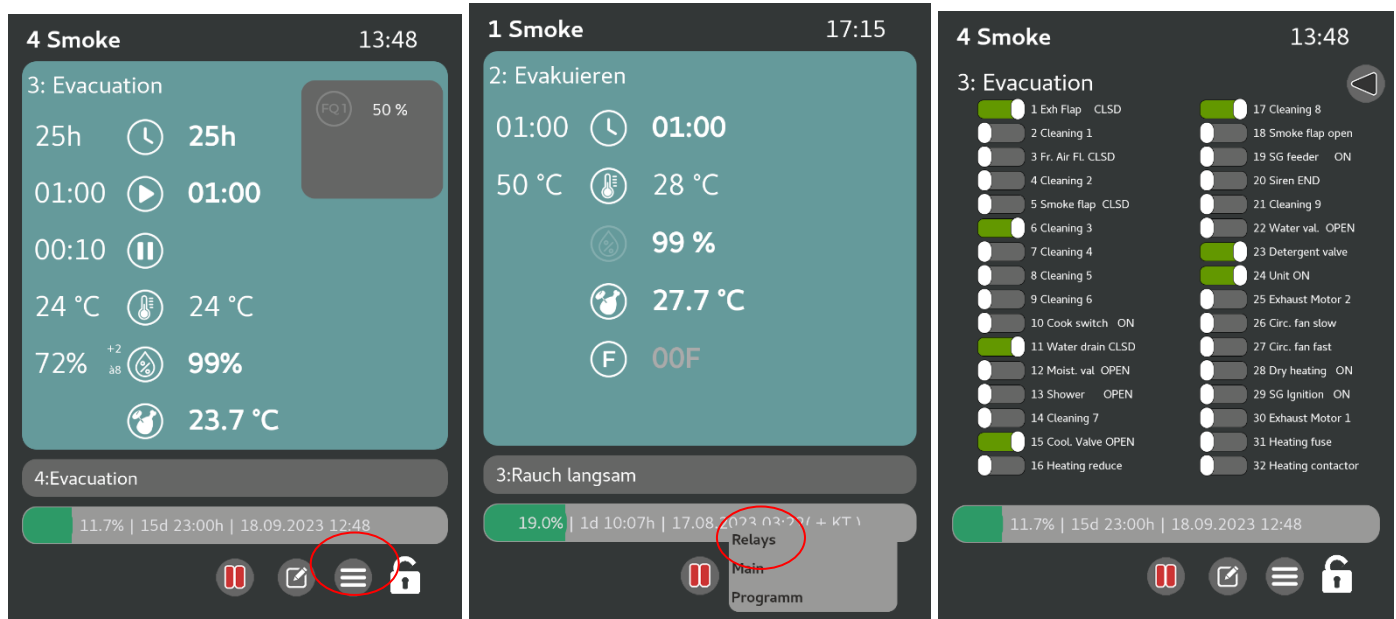 4 Smoke 13:48
3: Evacuation
FQ1 50 %
25h 25h
01:00 01:00
00:10
24 °C 24 °C
72% +2 à8 % 99%
23.7 °C
4:Evacuation
11.7% | 15d 23:00h | 18.09.2023 12:48
1 Smoke 17:15
2: Evakuieren
01:00 01:00
50 °C 28 °C
% 99 %
27.7 °C
F 00F
3:Rauch langsam
19.0% | 1d 10:07h | 17.08.2023 03:22( + KT )
Relays
Main
Programm
4 Smoke 13:48
3: Evacuation
1 Exh Flap CLSD
2 Cleaning 1
3 Fr. Air Fl. CLSD
4 Cleaning 2
5 Smoke flap CLSD
6 Cleaning 3
7 Cleaning 4
8 Cleaning 5
9 Cleaning 6
10 Cook switch ON
11 Water drain CLSD
12 Moist. val OPEN
13 Shower OPEN
14 Cleaning 7
15 Cool. Valve OPEN
16 Heating reduce
17 Cleaning 8
18 Smoke flap open
19 SG feeder ON
20 Siren END
21 Cleaning 9
22 Water val. OPEN
23 Detergent valve
24 Unit ON
25 Exhaust Motor 2
26 Circ. fan slow
27 Circ. fan fast
28 Dry heating ON
29 SG Ignition ON
30 Exhaust Motor 1
31 Heating fuse
32 Heating contactor
11.7% | 15d 23:00h | 18.09.2023 12:48